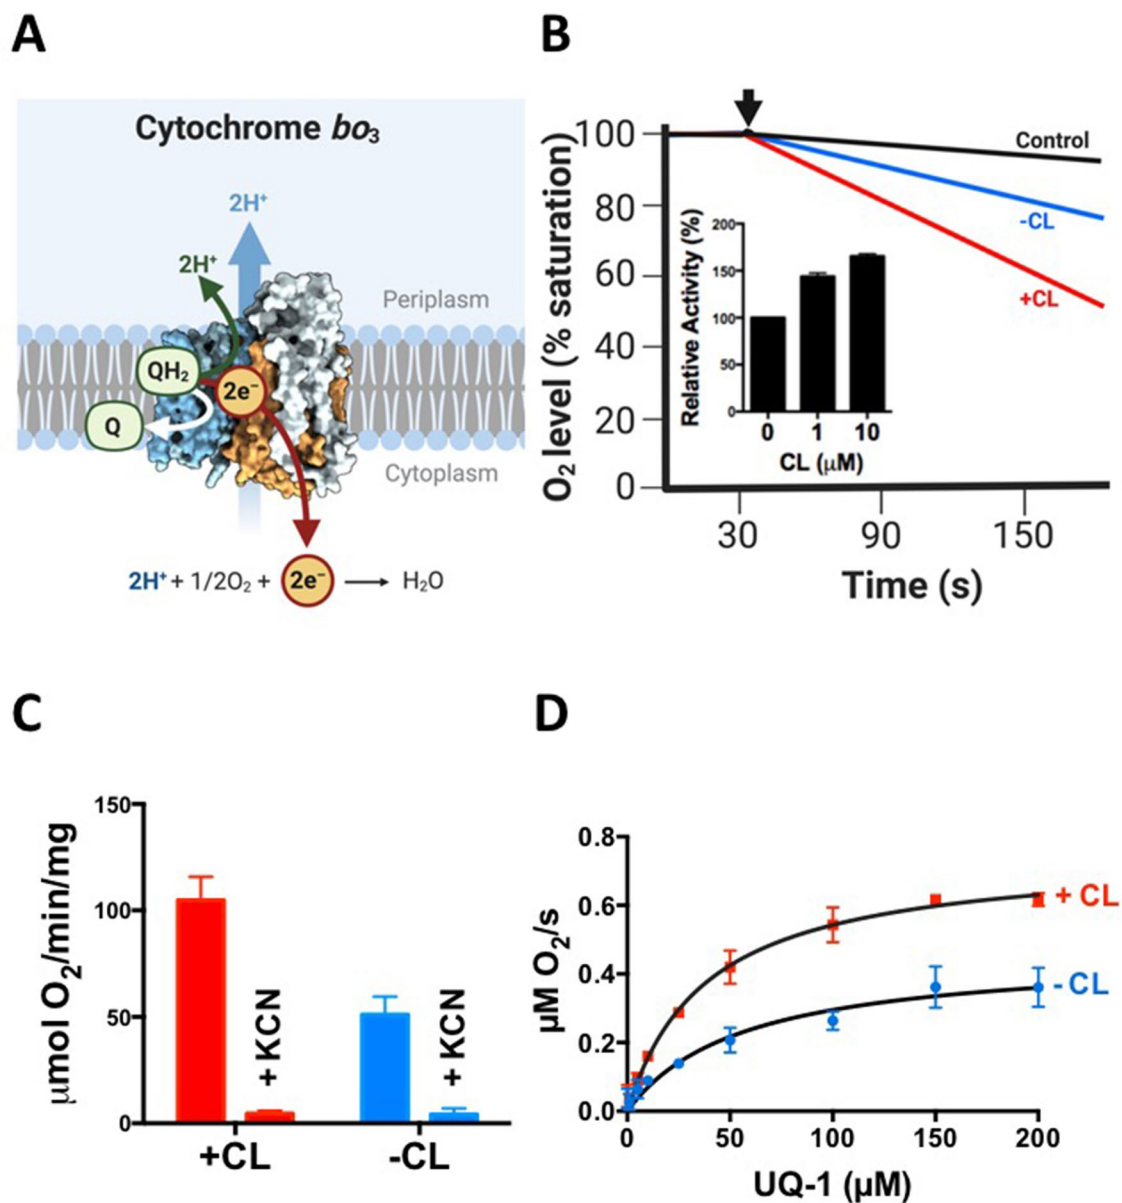 A
Cytochrome bo₃
2H⁺
2H⁺
Periplasm
QH₂
2e⁻
Q
Cytoplasm
2H⁺ + 1/2O₂ + 2e⁻ → H₂O
B
O₂ level (% saturation)
100
80
60
40
20
0
30
90
150
Time (s)
Control
-CL
+CL
Relative Activity (%)
200
150
100
50
0
0
1
10
CL (μM)
C
μmol O₂/min/mg
150
100
50
0
+ KCN
+ KCN
+CL
-CL
D
μM O₂/s
0.8
0.6
0.4
0.2
0.0
0
50
100
150
200
UQ-1 (μM)
+ CL
- CL